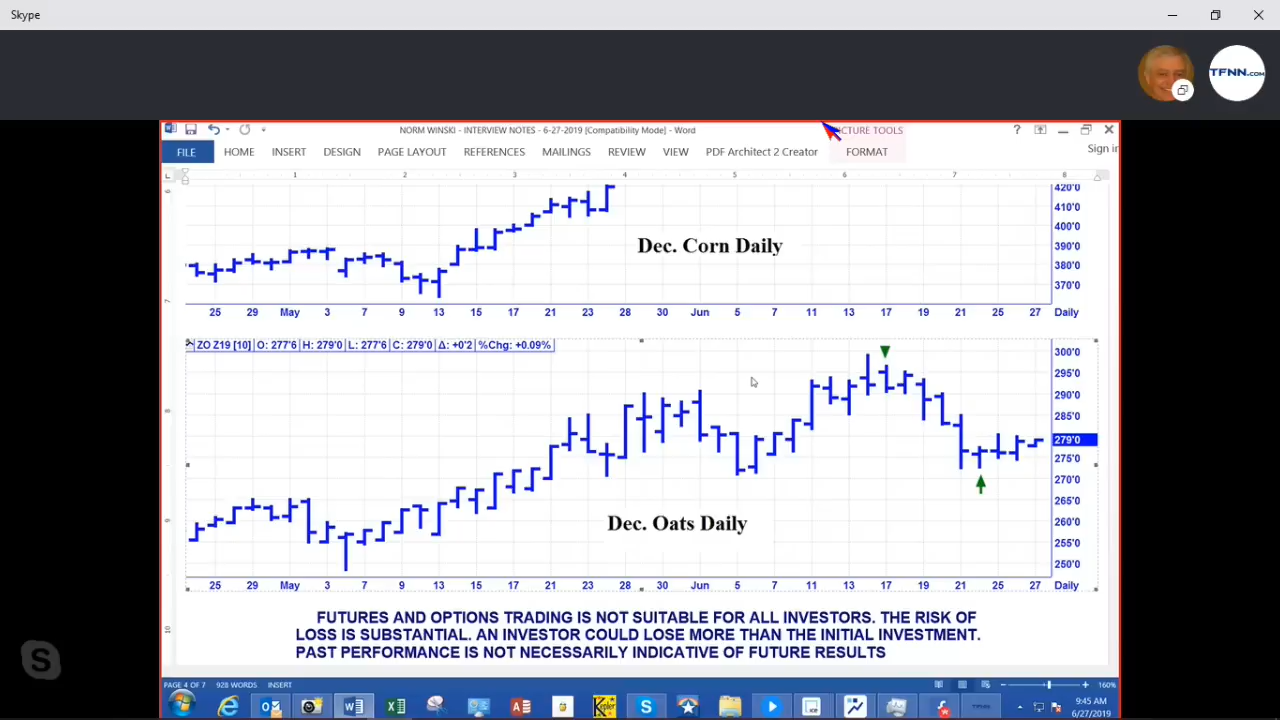 Skype
TFNN.COM
NORM WINSKI - INTERVIEW NOTES - 6-27-2019 [Compatibility Mode] - Word
CTURE TOOLS
?
FILE HOME INSERT DESIGN PAGE LAYOUT REFERENCES MAILINGS REVIEW VIEW PDF Architect 2 Creator FORMAT
Sign in
1 2 3 4 5 6 7 8
420'0
410'0
400'0
390'0
380'0
370'0
Dec. Corn Daily
25 29 May 3 7 9 13 15 17 21 23 28 30 Jun 5 7 11 13 17 19 21 25 27 Daily
ZO Z19 [10] O: 277'6 H: 279'0 L: 277'6 C: 279'0 Δ: +0'2 %Chg: +0.09%
300'0
295'0
290'0
285'0
279'0
275'0
270'0
265'0
260'0
255'0
250'0
Dec. Oats Daily
25 29 May 3 7 9 13 15 17 21 23 28 30 Jun 5 7 11 13 17 19 21 25 27 Daily
FUTURES AND OPTIONS TRADING IS NOT SUITABLE FOR ALL INVESTORS. THE RISK OF
LOSS IS SUBSTANTIAL. AN INVESTOR COULD LOSE MORE THAN THE INITIAL INVESTMENT.
PAST PERFORMANCE IS NOT NECESSARILY INDICATIVE OF FUTURE RESULTS
PAGE 4 OF 7 928 WORDS INSERT
160%
Kepler
9:45 AM
6/27/2019